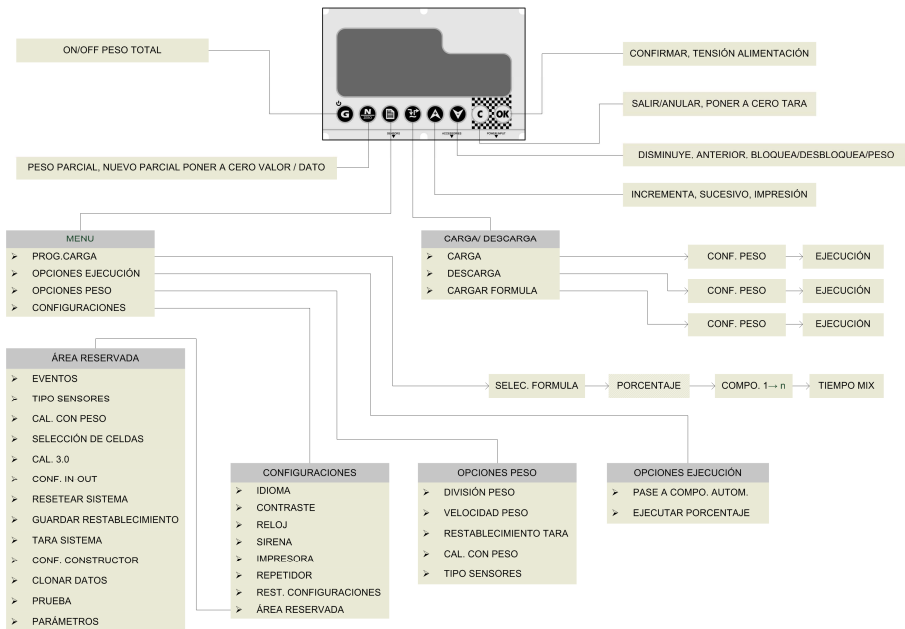 ON/OFF PESO TOTAL
CONFIRMAR, TENSIÓN ALIMENTACIÓN
SALIR/ANULAR, PONER A CERO TARA
G N C OK
PESO PARCIAL, NUEVO PARCIAL PONER A CERO VALOR / DATO
DISMINUYE, ANTERIOR, BLOQUEA/DESBLOQUEA/PESO
INCREMENTA, SUCESIVO, IMPRESIÓN
MENU
PROG.CARGA
OPCIONES EJECUCIÓN
OPCIONES PESO
CONFIGURACIONES
CARGA/ DESCARGA
CARGA
DESCARGA
CARGAR FORMULA
CONF. PESO
EJECUCIÓN
CONF. PESO
EJECUCIÓN
CONF. PESO
EJECUCIÓN
SELEC. FORMULA
PORCENTAJE
COMPO. 1→ n
TIEMPO MIX
ÁREA RESERVADA
EVENTOS
TIPO SENSORES
CAL. CON PESO
SELECCIÓN DE CELDAS
CAL. 3.0
CONF. IN OUT
RESETEAR SISTEMA
GUARDAR RESTABLECIMIENTO
TARA SISTEMA
CONF. CONSTRUCTOR
CLONAR DATOS
PRUEBA
PARÁMETROS
CONFIGURACIONES
IDIOMA
CONTRASTE
RELOJ
SIRENA
IMPRESORA
REPETIDOR
REST. CONFIGURACIONES
ÁREA RESERVADA
OPCIONES PESO
DIVISIÓN PESO
VELOCIDAD PESO
RESTABLECIMIENTO TARA
CAL. CON PESO
TIPO SENSORES
OPCIONES EJECUCIÓN
PASE A COMPO. AUTOM.
EJECUTAR PORCENTAJE